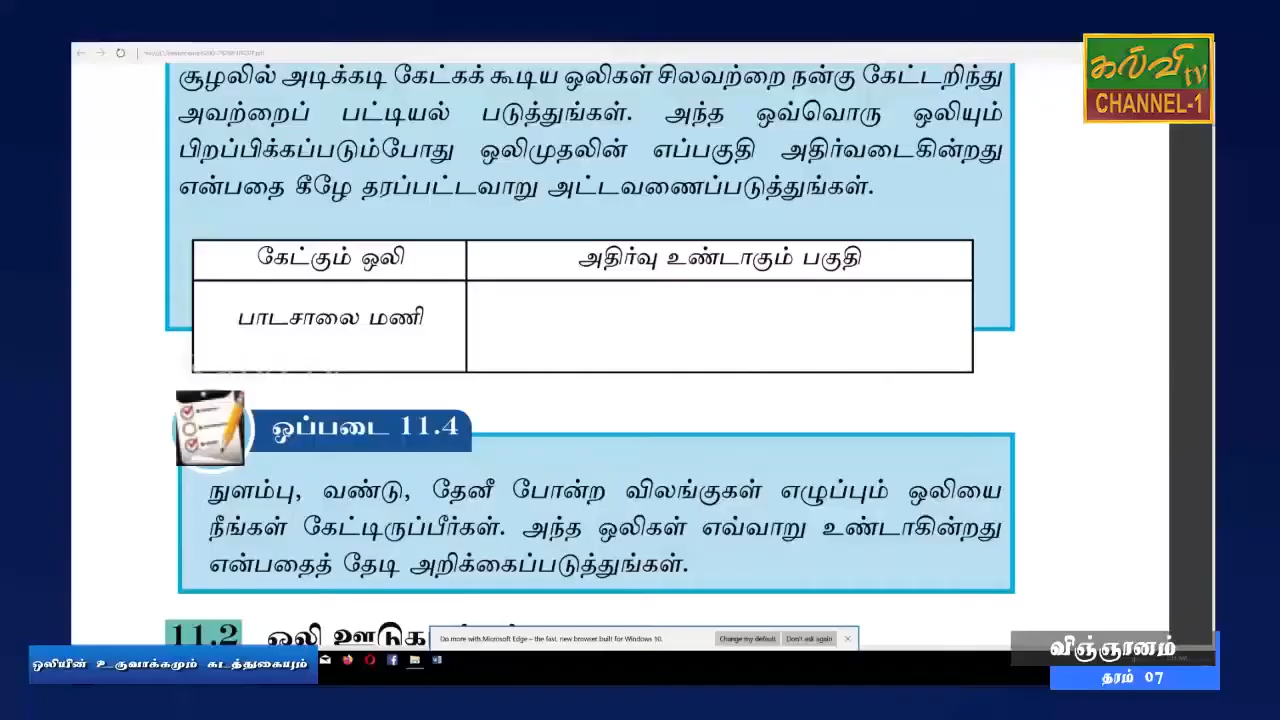 கல்வி tv
CHANNEL-1
சூழலில் அடிக்கடி கேட்கக் கூடிய ஒலிகள் சிலவற்றை நன்கு கேட்டறிந்து
அவற்றைப் பட்டியல் படுத்துங்கள். அந்த ஒவ்வொரு ஒலியும்
பிறப்பிக்கப்படும்போது ஒலிமுதலின் எப்பகுதி அதிர்வடைகின்றது
என்பதை கீழே தரப்பட்டவாறு அட்டவணைப்படுத்துங்கள்.
கேட்கும் ஒலி அதிர்வு உண்டாகும் பகுதி
பாடசாலை மணி
ஒப்படை 11.4
நுளம்பு, வண்டு, தேனீ போன்ற விலங்குகள் எழுப்பும் ஒலியை
நீங்கள் கேட்டிருப்பீர்கள். அந்த ஒலிகள் எவ்வாறு உண்டாகின்றது
என்பதைத் தேடி அறிக்கைப்படுத்துங்கள்.
11.2 ஒலி
Do more with Microsoft Edge – the fast, new browser built for Windows 10. Change my default Don't ask again
ஒலியின் உருவாக்கமும் கடத்துகையும்
விஞ்ஞானம்
தரம் 07